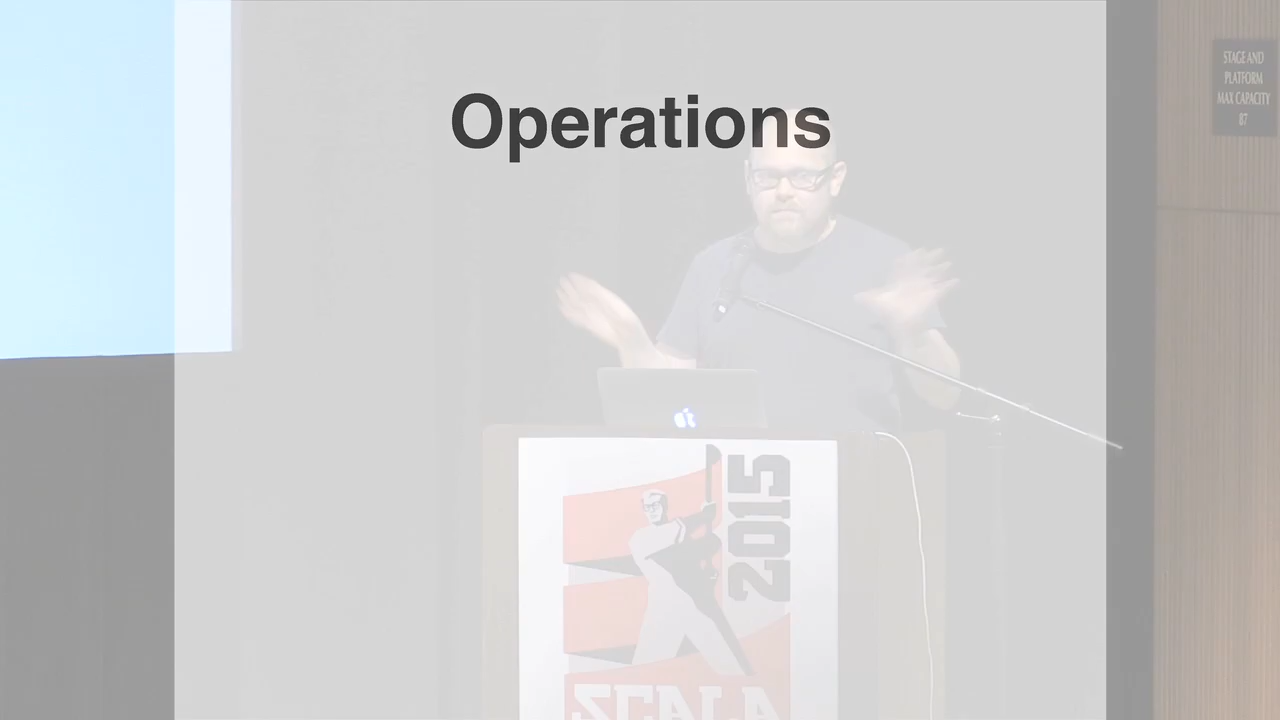 Operations
STAGE AND
PLATFORM
MAX CAPACITY
87
2015
SCALA